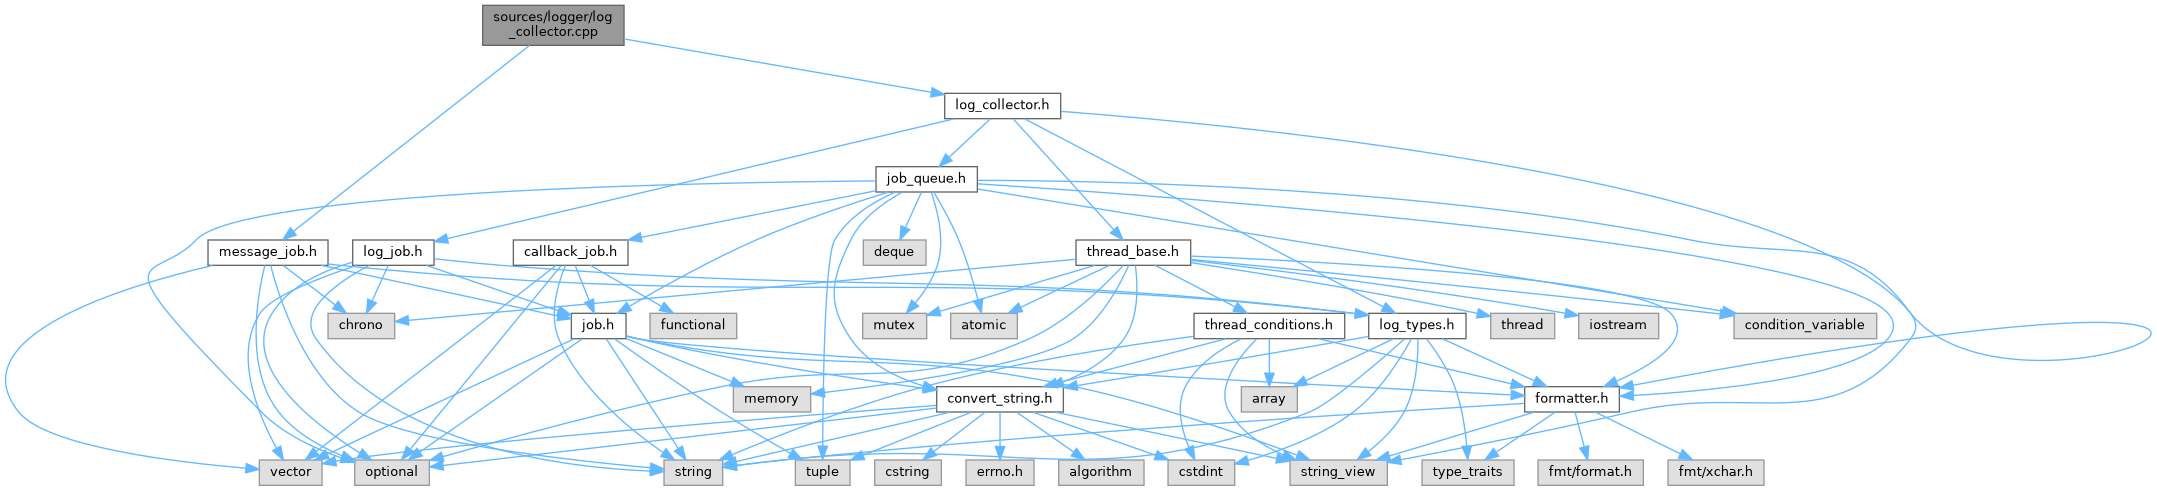 sources/logger/log
_collector.cpp
log_collector.h
job_queue.h
message_job.h
log_job.h
callback_job.h
deque
thread_base.h
chrono
job.h
functional
mutex
atomic
thread_conditions.h
log_types.h
thread
iostream
condition_variable
memory
convert_string.h
array
formatter.h
vector
optional
string
tuple
cstring
errno.h
algorithm
cstdint
string_view
type_traits
fmt/format.h
fmt/xchar.h